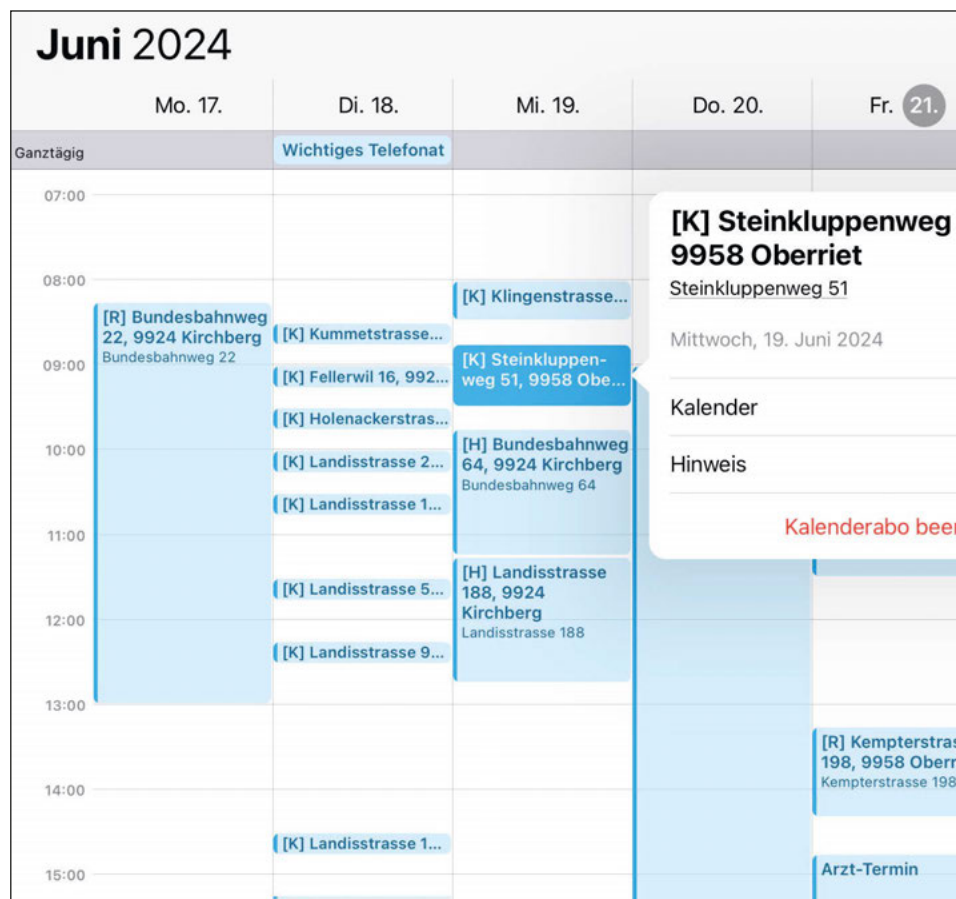 Juni 2024
Mo. 17.
Di. 18.
Mi. 19.
Do. 20.
Fr. 21.
Ganztägig
Wichtiges Telefonat
07:00
08:00
09:00
10:00
11:00
12:00
13:00
14:00
15:00
[R] Bundesbahnweg
22, 9924 Kirchberg
Bundesbahnweg 22
[K] Kummetstrasse...
[K] Fellerwil 16, 992...
[K] Holenackerstras...
[K] Landisstrasse 2...
[K] Landisstrasse 1...
[K] Landisstrasse 5...
[K] Landisstrasse 9...
[K] Landisstrasse 1...
[K] Klingenstrasse...
[K] Steinkluppen-
weg 51, 9958 Obe...
[H] Bundesbahnweg
64, 9924 Kirchberg
Bundesbahnweg 64
[H] Landisstrasse
188, 9924
Kirchberg
Landisstrasse 188
[K] Steinkluppenweg
9958 Oberriet
Steinkluppenweg 51
Mittwoch, 19. Juni 2024
Kalender
Hinweis
Kalenderabo beer
[R] Kempterstras
198, 9958 Oberr
Kempterstrasse 198
Arzt-Termin